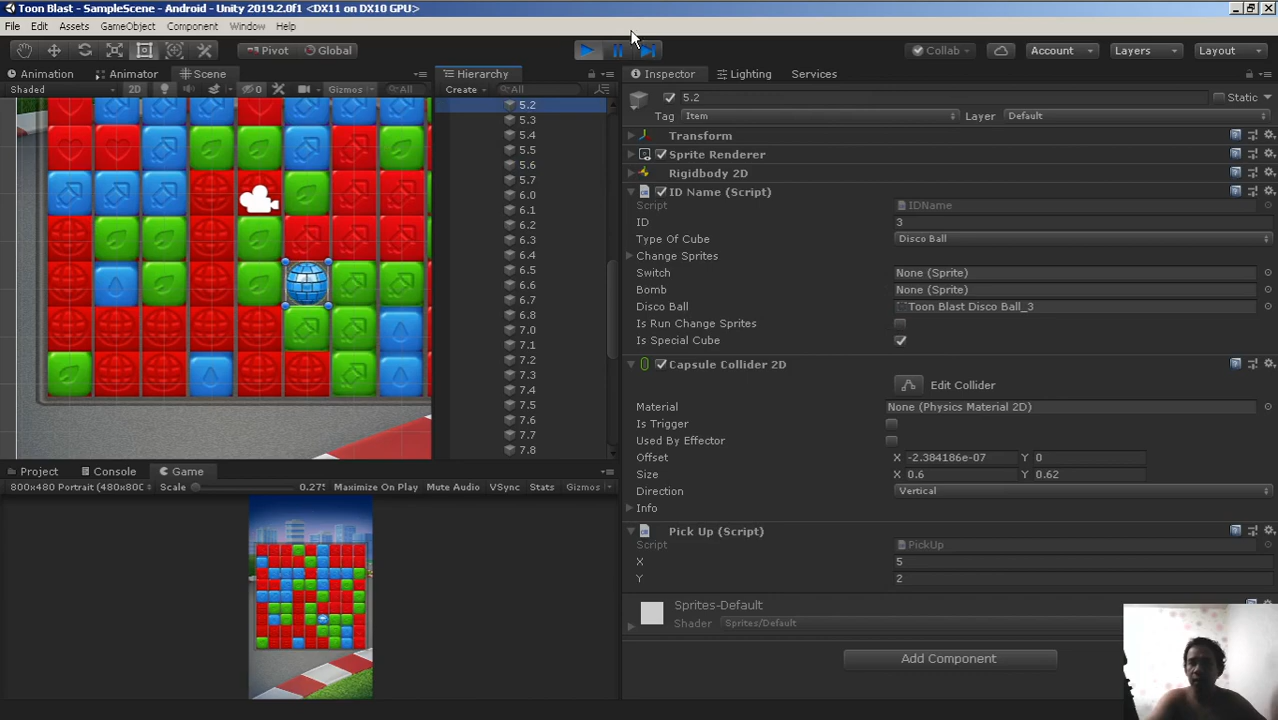 Toon Blast - SampleScene - Android - Unity 2019.2.0f1 <DX11 on DX10 GPU>
File Edit Assets GameObject Component Window Help
Pivot Global Collab Account Layers Layout
Animation Animator Scene Hierarchy Inspector Lighting Services
Shaded 2D 0 Gizmos All Create All
5.2 Static
Tag Item Layer Default
Transform
Sprite Renderer
Rigidbody 2D
ID Name (Script)
Script IDName
ID 3
Type Of Cube Disco Ball
Change Sprites
Switch None (Sprite)
Bomb None (Sprite)
Disco Ball Toon Blast Disco Ball_3
Is Run Change Sprites
Is Special Cube
Capsule Collider 2D
Edit Collider
Material None (Physics Material 2D)
Is Trigger
Used By Effector
Offset X -2.384186e-07 Y 0
Size X 0.6 Y 0.62
Direction Vertical
Info
Pick Up (Script)
Script PickUp
X 5
Y 2
Sprites-Default
Shader Sprites/Default
Add Component
5.2
5.3
5.4
5.5
5.6
5.7
6.0
6.1
6.2
6.3
6.4
6.5
6.6
6.7
6.8
7.0
7.1
7.2
7.3
7.4
7.5
7.6
7.7
7.8
Project Console Game
800x480 Portrait (480x80 Scale 0.275 Maximize On Play Mute Audio VSync Stats Gizmos